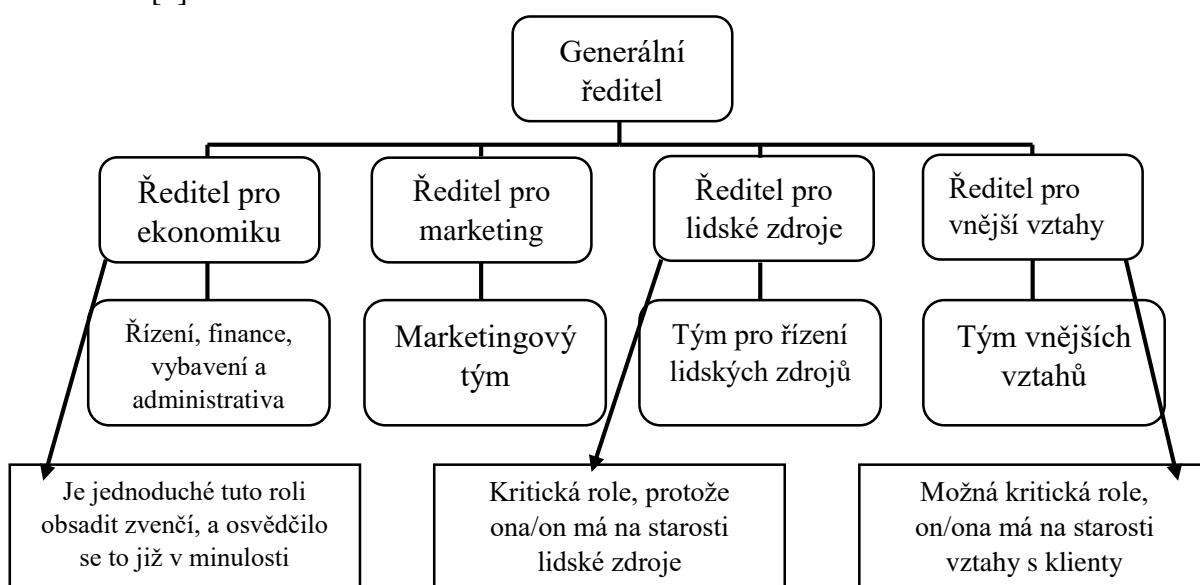 Generální
ředitel
Ředitel pro
ekonomiku
Ředitel pro
marketing
Ředitel pro
lidské zdroje
Ředitel pro
vnější vztahy
Řízení, finance,
vybavení a
administrativa
Marketingový
tým
Tým pro řízení
lidských zdrojů
Tým vnějších
vztahů
Je jednoduché tuto roli
obsadit zvenčí, a osvědčilo
se to již v minulosti
Kritická role, protože
ona/on má na starosti
lidské zdroje
Možná kritická role,
on/ona má na starosti
vztahy s klienty